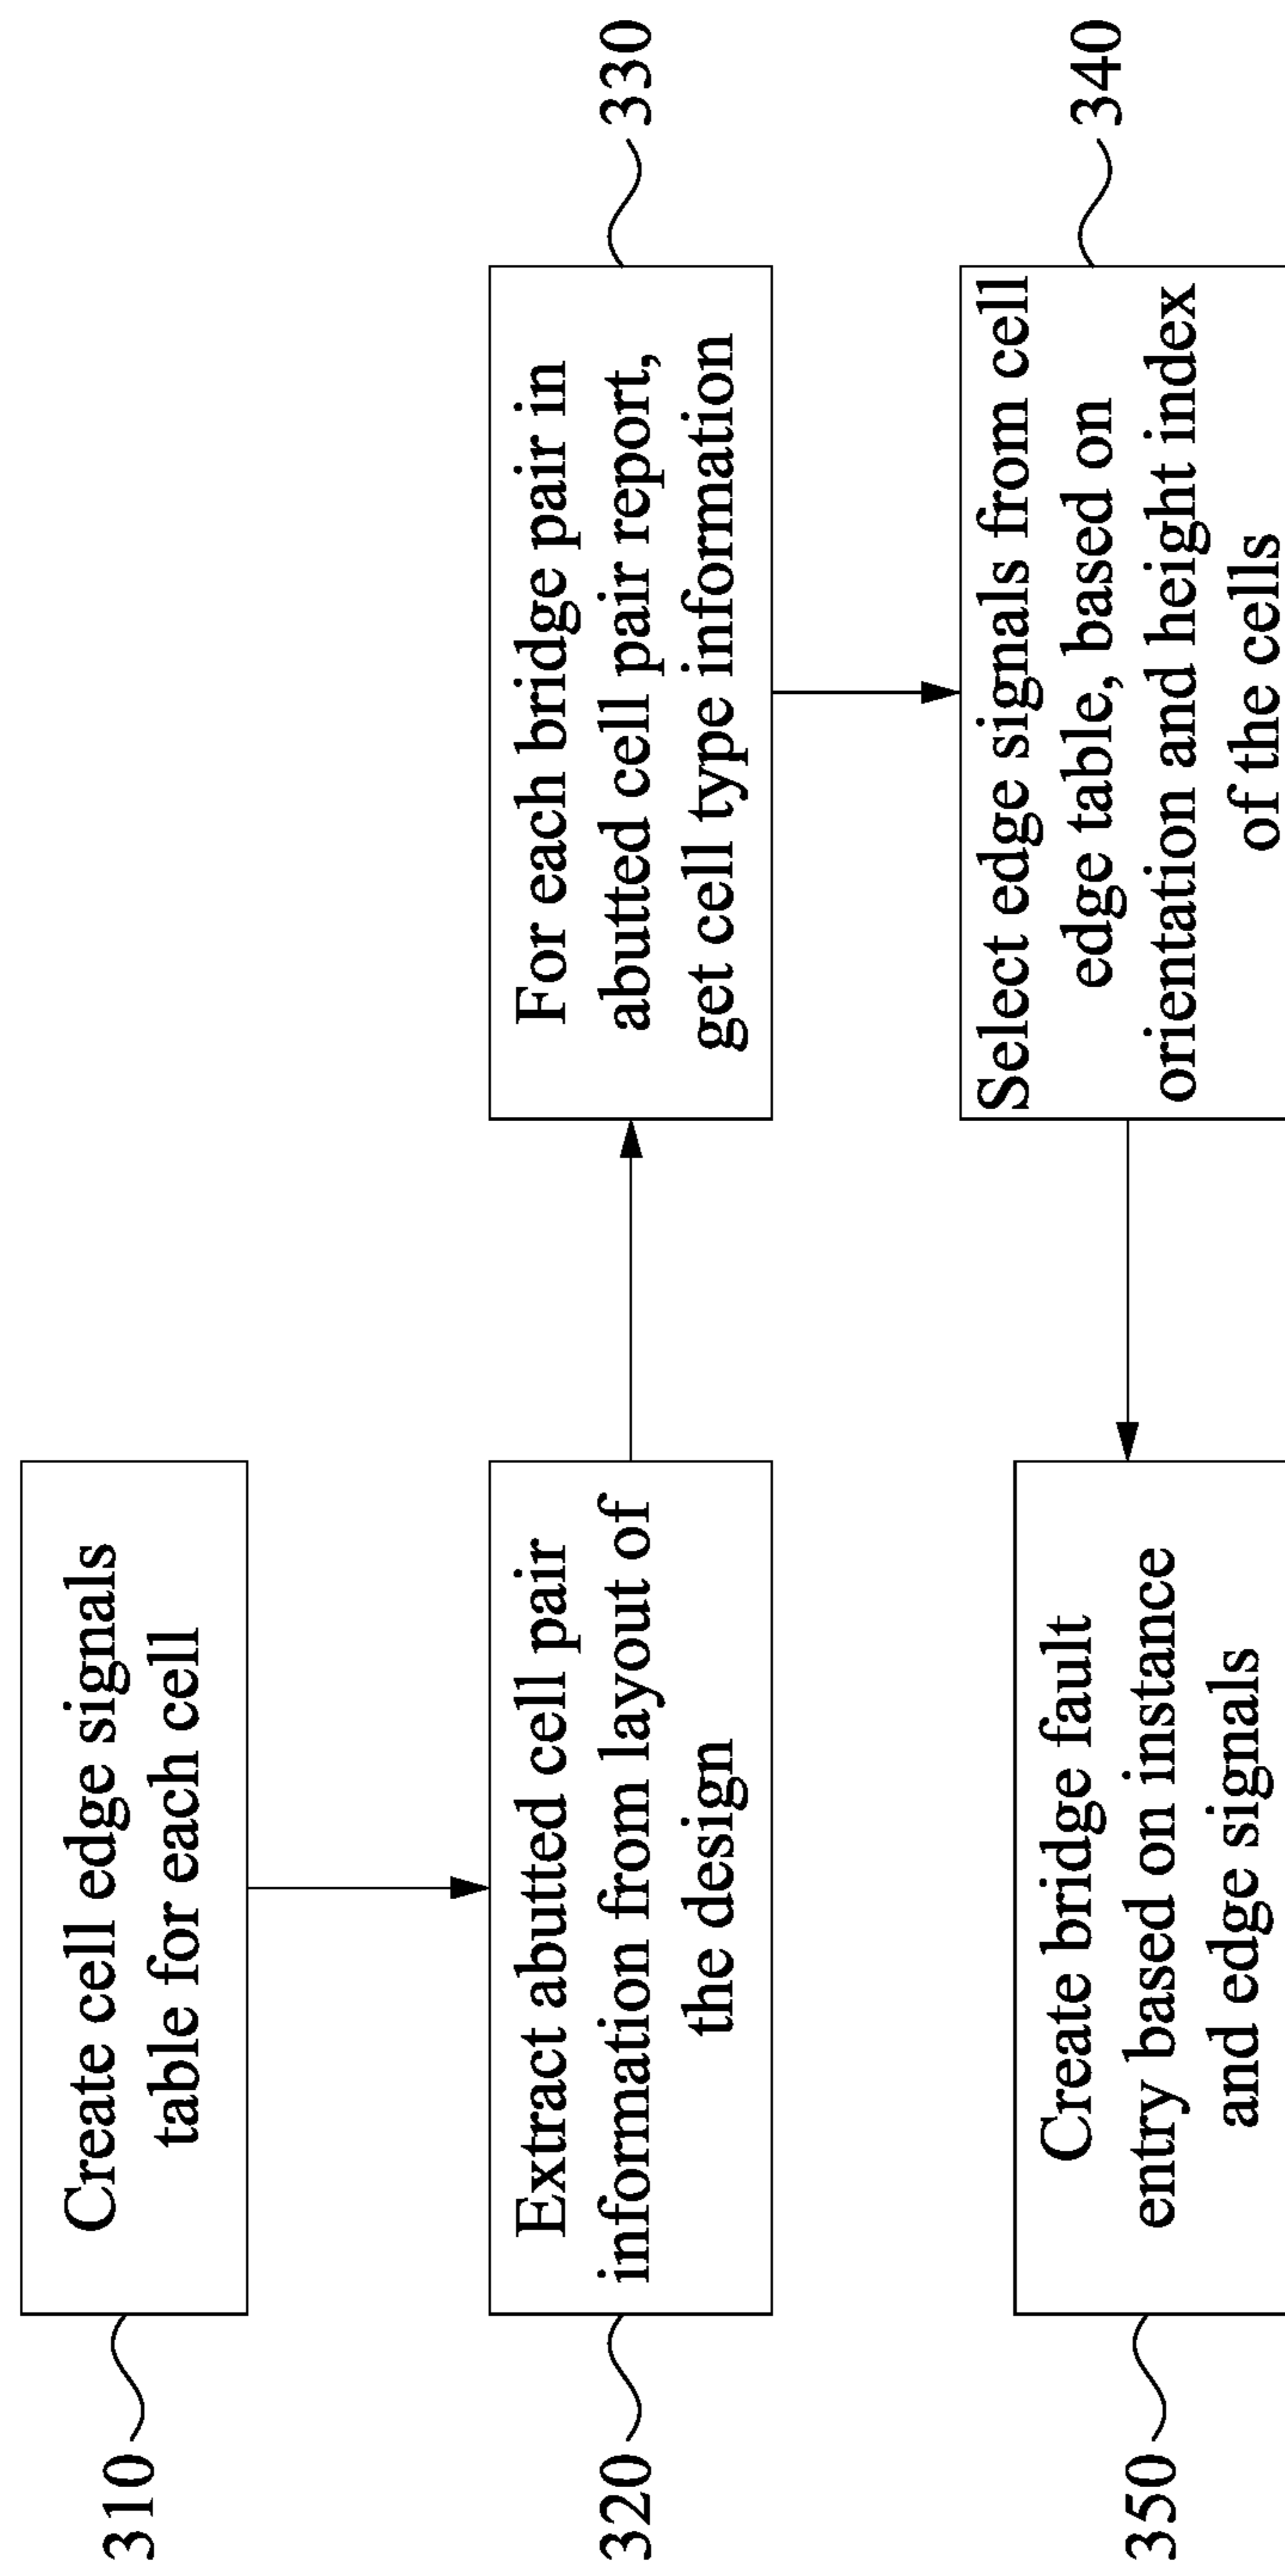 310
Create cell edge signals
table for each cell
320
Extract abutted cell pair
information from layout of
the design
330
For each bridge pair in
abutted cell pair report,
get cell type information
340
Select edge signals from cell
edge table, based on
orientation and height index
of the cells
350
Create bridge fault
entry based on instance
and edge signals